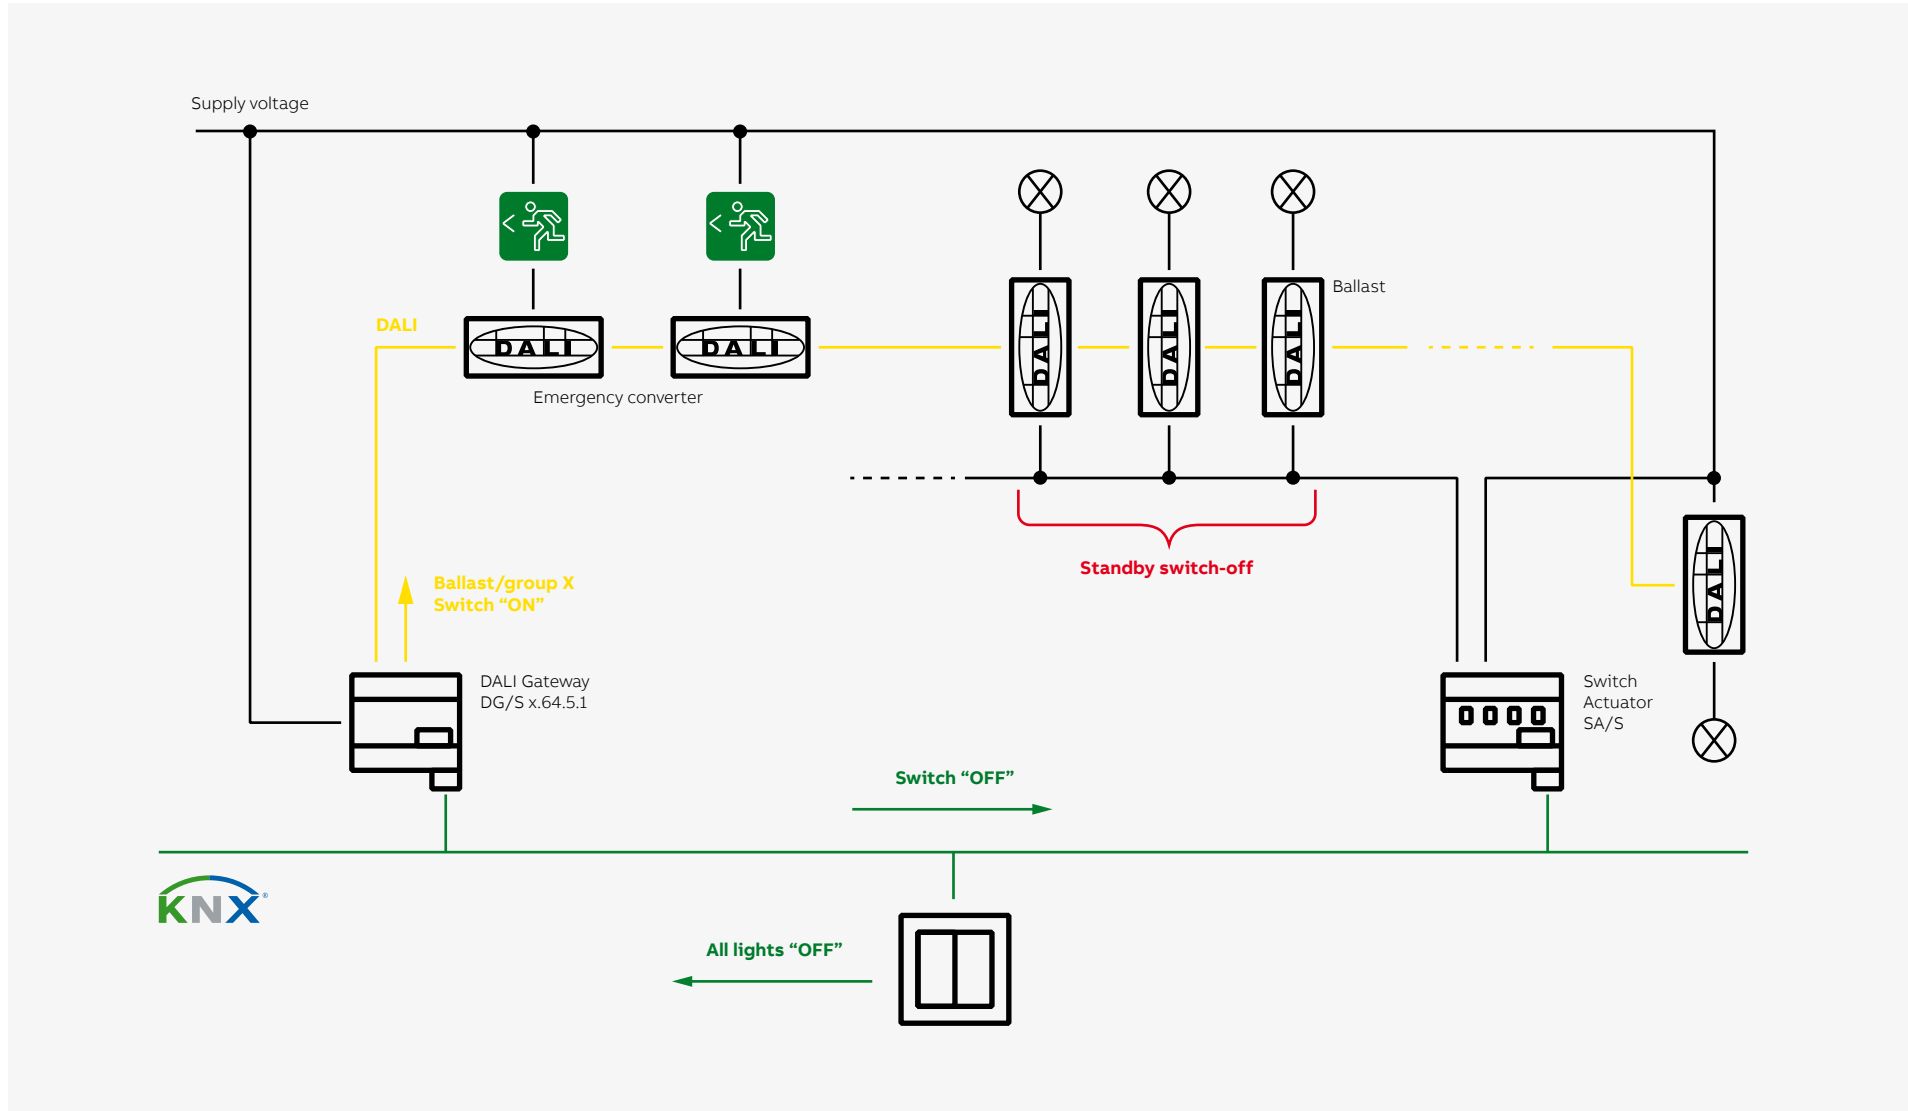 Supply voltage
DALI
DALI
DALI
Emergency converter
DALI
DALI
DALI
Ballast
Standby switch-off
Ballast/group X
Switch “ON”
DALI Gateway
DG/S x.64.5.1
DALI
Switch
Actuator
SA/S
Switch “OFF”
KNX®
All lights “OFF”